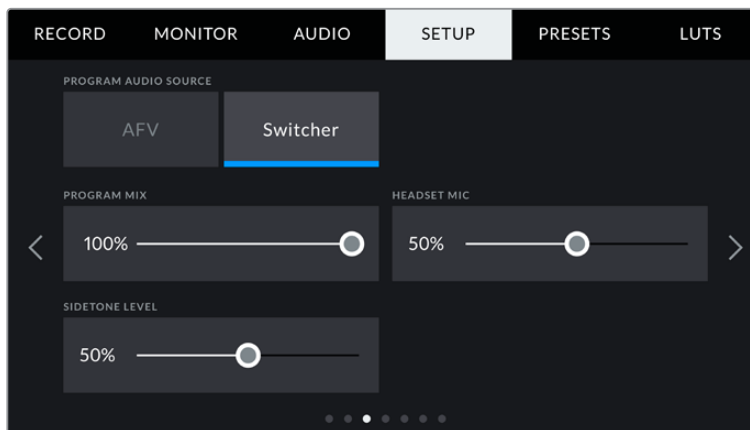 RECORD MONITOR AUDIO SETUP PRESETS LUTS
PROGRAM AUDIO SOURCE
AFV Switcher
PROGRAM MIX HEADSET MIC
100% 50%
SIDETONE LEVEL
50%